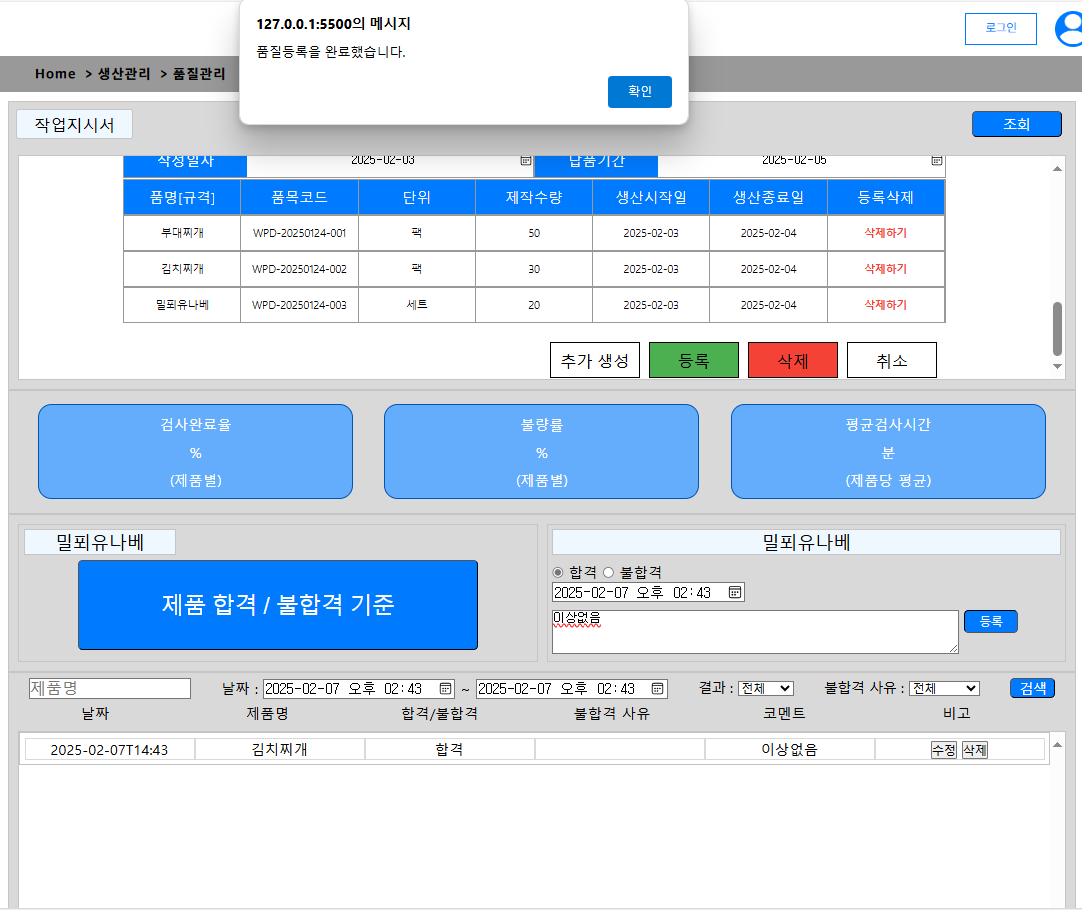 127.0.0.1:5500의 메시지
품질등록을 완료했습니다.
확인
로그인
Home > 생산관리 > 품질관리
작업지시서
조회
작성일자 2025-02-03 납품기간 2025-02-05
품명[규격] 품목코드 단위 제작수량 생산시작일 생산종료일 등록삭제
부대찌개 WPD-20250124-001 팩 50 2025-02-03 2025-02-04 삭제하기
김치찌개 WPD-20250124-002 팩 30 2025-02-03 2025-02-04 삭제하기
밀푀유나베 WPD-20250124-003 세트 20 2025-02-03 2025-02-04 삭제하기
추가 생성 등록 삭제 취소
검사완료율
%
(제품별)
불량률
%
(제품별)
평균검사시간
분
(제품당 평균)
밀푀유나베
제품 합격 / 불합격 기준
밀푀유나베
합격 불합격
2025-02-07 오후 02:43
이상없음
등록
제품명 날짜 : 2025-02-07 오후 02:43 ~ 2025-02-07 오후 02:43 결과 : 전체 불합격 사유 : 전체 검색
날짜 제품명 합격/불합격 불합격 사유 코멘트 비고
2025-02-07T14:43 김치찌개 합격 이상없음 수정 삭제